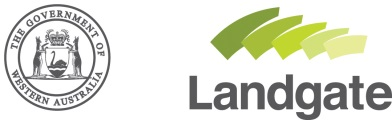 THE GOVERNMENT OF
WESTERN AUSTRALIA
Landgate